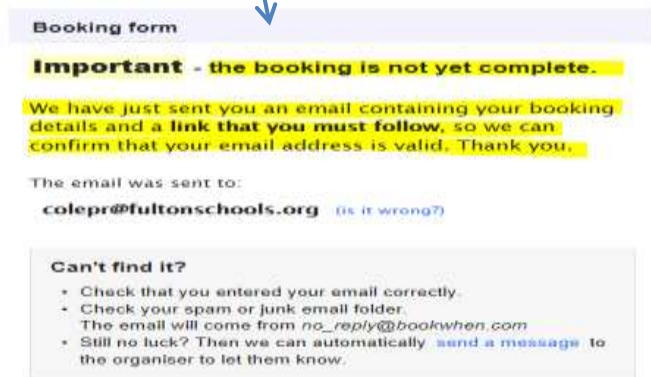 Booking form
Important - the booking is not yet complete.
We have just sent you an email containing your booking
details and a link that you must follow, so we can
confirm that your email address is valid. Thank you.
The email was sent to:
colepr@fultonschools.org (is it wrong?)
Can't find it?
• Check that you entered your email correctly.
• Check your spam or junk email folder.
The email will come from no_reply@bookwhen.com
• Still no luck? Then we can automatically send a message to
the organiser to let them know.